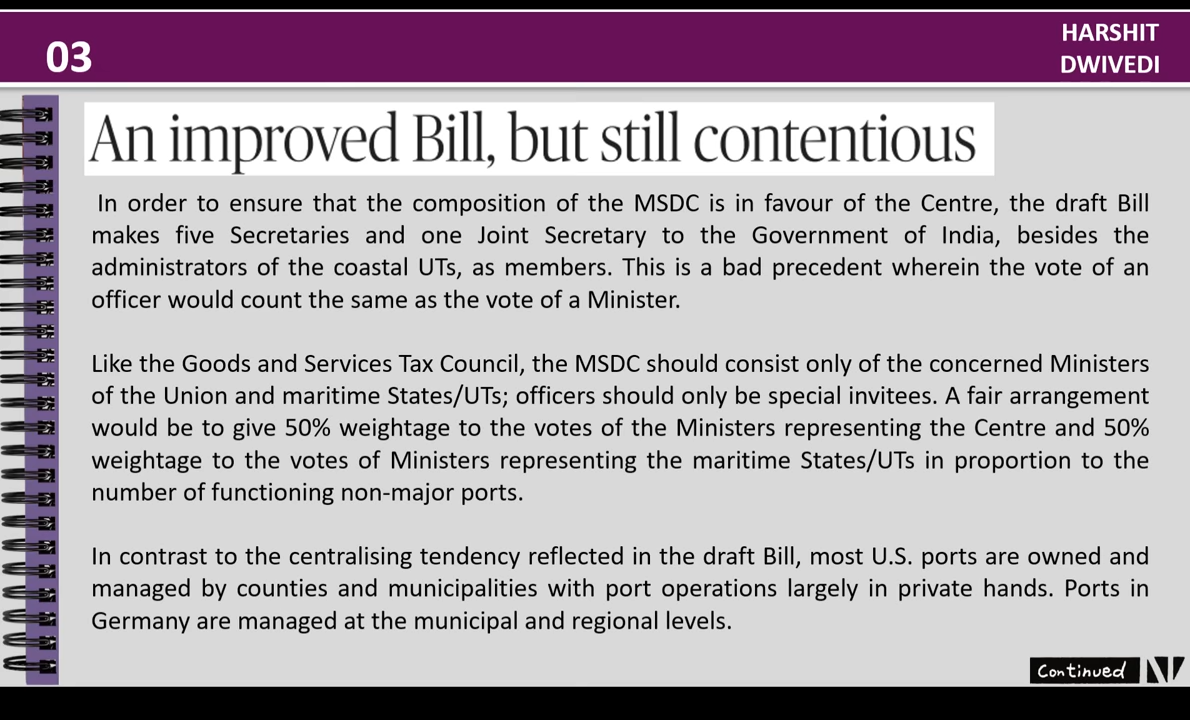 03
HARSHIT
DWIVEDI
An improved Bill, but still contentious
In order to ensure that the composition of the MSDC is in favour of the Centre, the draft Bill
makes five Secretaries and one Joint Secretary to the Government of India, besides the
administrators of the coastal UTs, as members. This is a bad precedent wherein the vote of an
officer would count the same as the vote of a Minister.
Like the Goods and Services Tax Council, the MSDC should consist only of the concerned Ministers
of the Union and maritime States/UTs; officers should only be special invitees. A fair arrangement
would be to give 50% weightage to the votes of the Ministers representing the Centre and 50%
weightage to the votes of Ministers representing the maritime States/UTs in proportion to the
number of functioning non-major ports.
In contrast to the centralising tendency reflected in the draft Bill, most U.S. ports are owned and
managed by counties and municipalities with port operations largely in private hands. Ports in
Germany are managed at the municipal and regional levels.
Continued